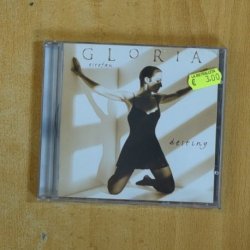 GLORIA
estefan
€ 3,00
destiny